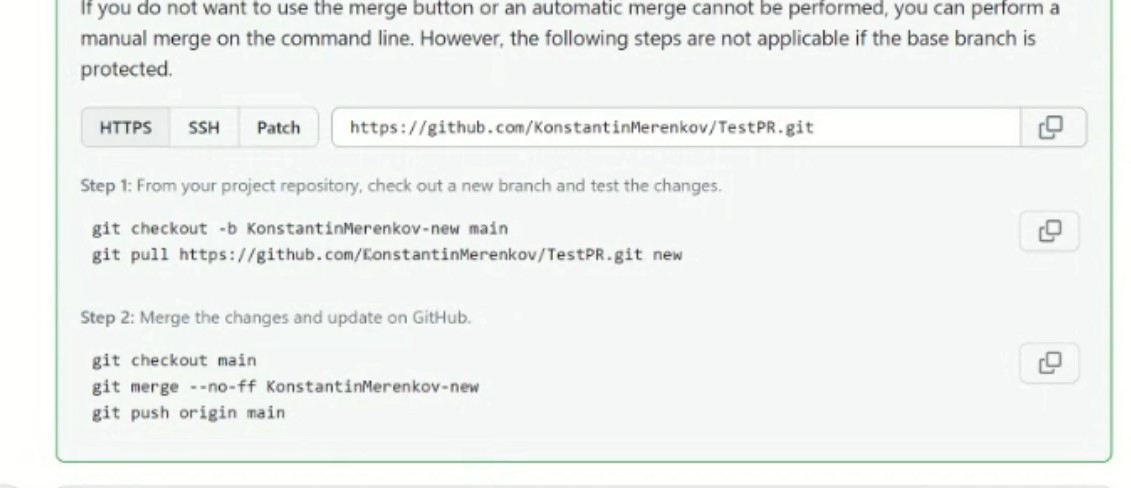 If you do not want to use the merge button or an automatic merge cannot be performed, you can perform a
manual merge on the command line. However, the following steps are not applicable if the base branch is
protected.
HTTPS SSH Patch https://github.com/KonstantinMerenkov/TestPR.git
Step 1: From your project repository, check out a new branch and test the changes.
git checkout -b KonstantinMerenkov-new main
git pull https://github.com/KonstantinMerenkov/TestPR.git new
Step 2: Merge the changes and update on GitHub.
git checkout main
git merge --no-ff KonstantinMerenkov-new
git push origin main